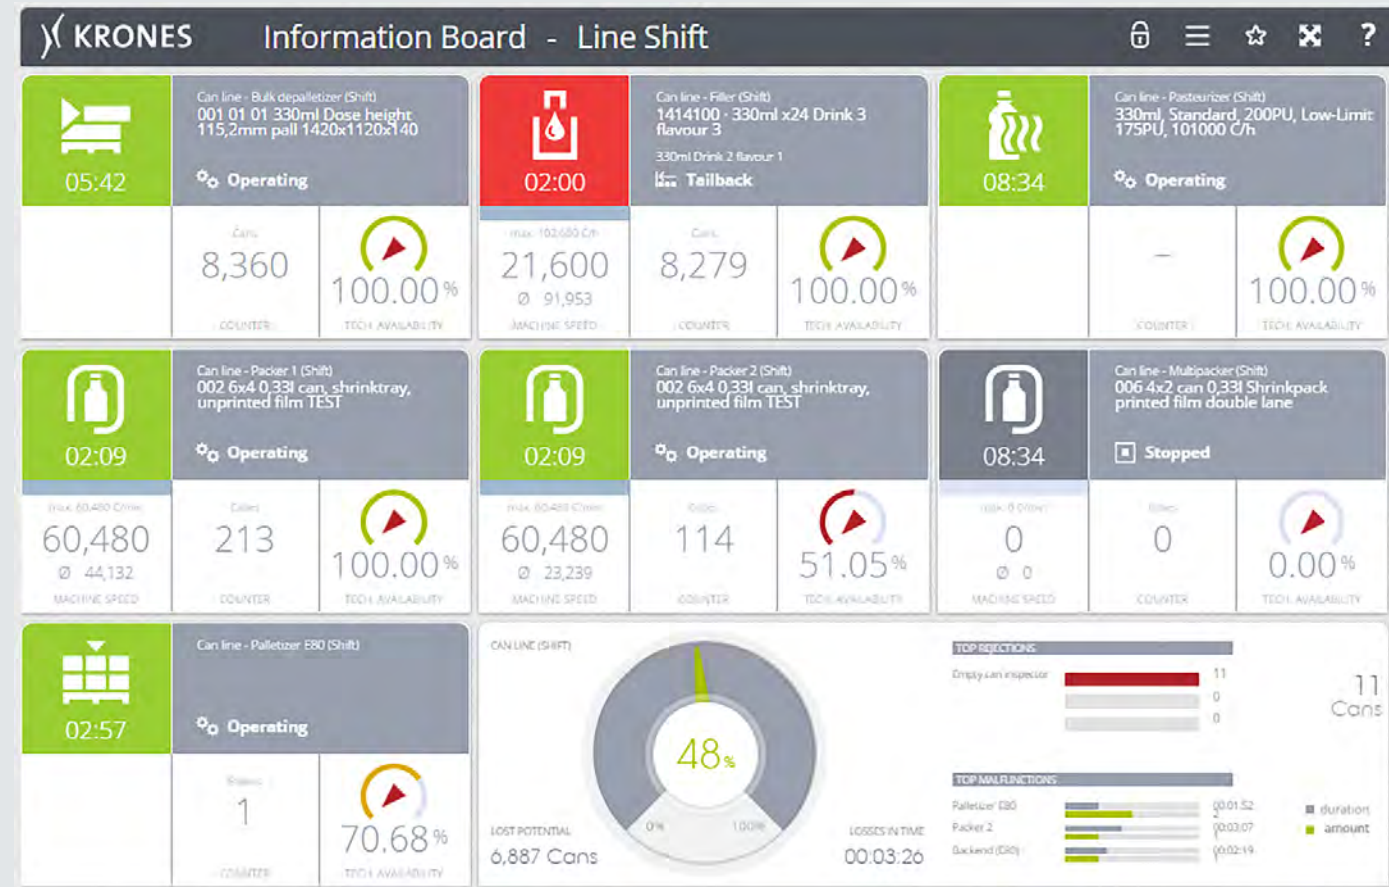 KRONES Information Board - Line Shift ?
Can line - Bulk depalletizer (Shift)
001 01 01 330ml Dose height
115,2mm pall 1420x1120x140
05:42
Operating
Cans
8,360
100.00%
COUNTER
TECH. AVAILABILITY
Can line - Filler (Shift)
1414100 - 330ml x24 Drink 3
flavour 3
330ml Drink 2 flavour 1
02:00
Tailback
max. 102,680 C/h
21,600
Ø 91,953
MACHINE SPEED
Cans
8,279
COUNTER
100.00%
TECH. AVAILABILITY
Can line - Pasteurizer (Shift)
330ml, Standard, 200PU, Low-Limit
175PU, 101000 C/h
08:34
Operating
–
COUNTER
100.00%
TECH. AVAILABILITY
Can line - Packer 1 (Shift)
002 6x4 0,33l can, shrinktray,
unprinted film TEST
02:09
Operating
60,480
Ø 44,132
MACHINE SPEED
213
COUNTER
100.00%
TECH. AVAILABILITY
Can line - Packer 2 (Shift)
002 6x4 0,33l can, shrinktray,
unprinted film TEST
02:09
Operating
60,480
Ø 23,239
MACHINE SPEED
114
COUNTER
51.05%
TECH. AVAILABILITY
Can line - Multipacker (Shift)
006 4x2 can 0,33l Shrinkpack
printed film double lane
08:34
Stopped
0
Ø 0
MACHINE SPEED
0
COUNTER
0.00%
TECH. AVAILABILITY
Can line - Palletizer E80 (Shift)
02:57
Operating
1
COUNTER
70.68%
TECH. AVAILABILITY
CAN LINE (SHIFT)
48%
0%
100%
LOST POTENTIAL
6,887 Cans
LOSSES IN TIME
00:03:26
TOP REJECTIONS
Empty can inspector 11
0
0
11
Cans
TOP MALFUNCTIONS
Palletizer E80 00:01:52
2
Packer 2 00:03:07
1
Backend (E80) 00:02:19
1
duration
amount